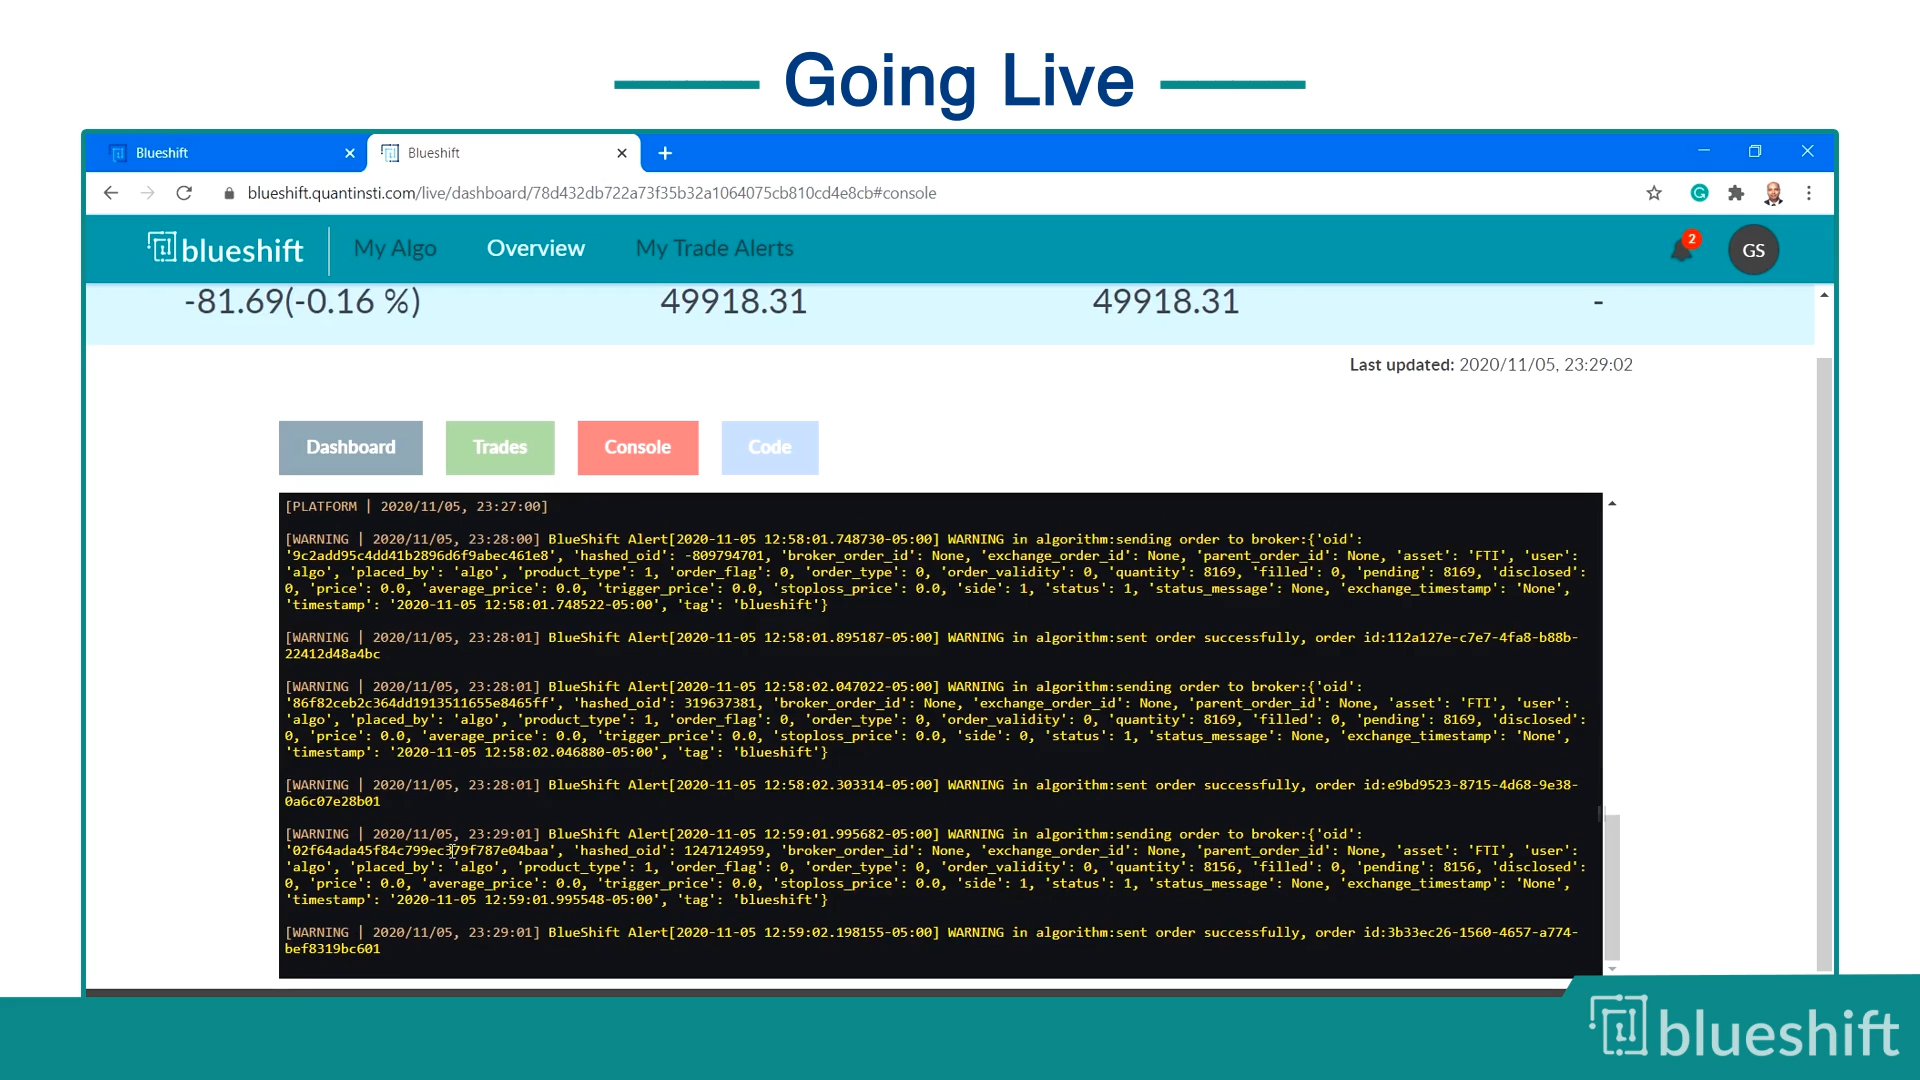 Going Live
Blueshift
Blueshift
blueshift.quantinsti.com/live/dashboard/78d432db722a73f35b32a1064075cb810cd4e8cb#console
blueshift My Algo Overview My Trade Alerts 2 GS
-81.69(-0.16 %) 49918.31 49918.31 -
Last updated: 2020/11/05, 23:29:02
Dashboard Trades Console Code
[PLATFORM | 2020/11/05, 23:27:00]
[WARNING | 2020/11/05, 23:28:00] BlueShift Alert[2020-11-05 12:58:01.748730-05:00] WARNING in algorithm:sending order to broker:{'oid':
'9c2add95c4dd41b2896d6f9abec461e8', 'hashed_oid': -809794701, 'broker_order_id': None, 'exchange_order_id': None, 'parent_order_id': None, 'asset': 'FTI', 'user':
'algo', 'placed_by': 'algo', 'product_type': 1, 'order_flag': 0, 'order_type': 0, 'order_validity': 0, 'quantity': 8169, 'filled': 0, 'pending': 8169, 'disclosed':
0, 'price': 0.0, 'average_price': 0.0, 'trigger_price': 0.0, 'stoploss_price': 0.0, 'side': 1, 'status': 1, 'status_message': None, 'exchange_timestamp': 'None',
'timestamp': '2020-11-05 12:58:01.748522-05:00', 'tag': 'blueshift'}
[WARNING | 2020/11/05, 23:28:01] BlueShift Alert[2020-11-05 12:58:01.895187-05:00] WARNING in algorithm:sent order successfully, order id:112a127e-c7e7-4fa8-b88b-
22412d48a4bc
[WARNING | 2020/11/05, 23:28:01] BlueShift Alert[2020-11-05 12:58:02.047022-05:00] WARNING in algorithm:sending order to broker:{'oid':
'86f82ceb2c364dd1913511655e8465ff', 'hashed_oid': 319637381, 'broker_order_id': None, 'exchange_order_id': None, 'parent_order_id': None, 'asset': 'FTI', 'user':
'algo', 'placed_by': 'algo', 'product_type': 1, 'order_flag': 0, 'order_type': 0, 'order_validity': 0, 'quantity': 8169, 'filled': 0, 'pending': 8169, 'disclosed':
0, 'price': 0.0, 'average_price': 0.0, 'trigger_price': 0.0, 'stoploss_price': 0.0, 'side': 0, 'status': 1, 'status_message': None, 'exchange_timestamp': 'None',
'timestamp': '2020-11-05 12:58:02.046880-05:00', 'tag': 'blueshift'}
[WARNING | 2020/11/05, 23:28:01] BlueShift Alert[2020-11-05 12:58:02.303314-05:00] WARNING in algorithm:sent order successfully, order id:e9bd9523-8715-4d68-9e38-
0a6c07e28b01
[WARNING | 2020/11/05, 23:29:01] BlueShift Alert[2020-11-05 12:59:01.995682-05:00] WARNING in algorithm:sending order to broker:{'oid':
'02f64ada45f84c799ec379f787e04baa', 'hashed_oid': 1247124959, 'broker_order_id': None, 'exchange_order_id': None, 'parent_order_id': None, 'asset': 'FTI', 'user':
'algo', 'placed_by': 'algo', 'product_type': 1, 'order_flag': 0, 'order_type': 0, 'order_validity': 0, 'quantity': 8156, 'filled': 0, 'pending': 8156, 'disclosed':
0, 'price': 0.0, 'average_price': 0.0, 'trigger_price': 0.0, 'stoploss_price': 0.0, 'side': 1, 'status': 1, 'status_message': None, 'exchange_timestamp': 'None',
'timestamp': '2020-11-05 12:59:01.995548-05:00', 'tag': 'blueshift'}
[WARNING | 2020/11/05, 23:29:01] BlueShift Alert[2020-11-05 12:59:02.198155-05:00] WARNING in algorithm:sent order successfully, order id:3b33ec26-1560-4657-a774-
bef8319bc601
blueshift